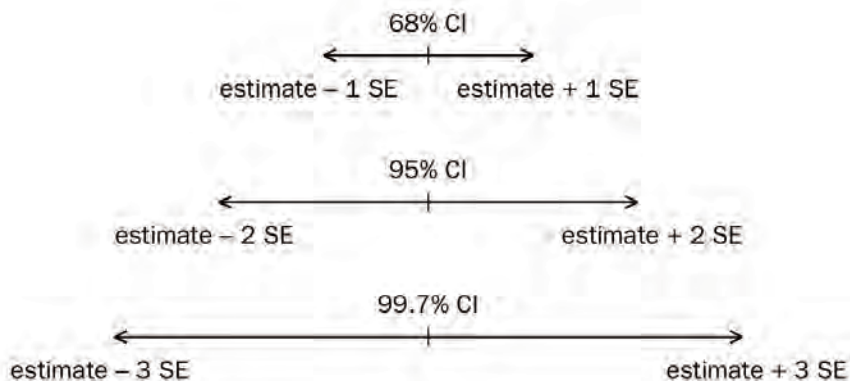 68% CI
estimate – 1 SE estimate + 1 SE
95% CI
estimate – 2 SE estimate + 2 SE
99.7% CI
estimate – 3 SE estimate + 3 SE